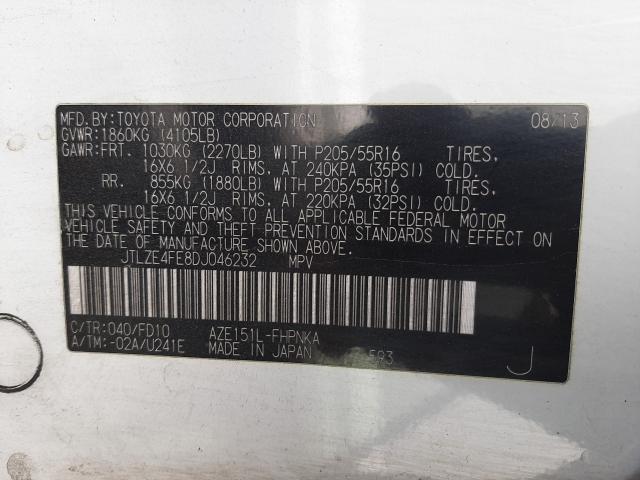 MFD.BY:TOYOTA MOTOR CORPORATION 08/13
GVWR:1860KG (4105LB)
GAWR:FRT. 1030KG (2270LB) WITH P205/55R16 TIRES,
16X6 1/2J RIMS, AT 240KPA (35PSI) COLD.
RR. 855KG (1880LB) WITH P205/55R16 TIRES,
16X6 1/2J RIMS, AT 220KPA (32PSI) COLD.
THIS VEHICLE CONFORMS TO ALL APPLICABLE FEDERAL MOTOR
VEHICLE SAFETY AND THEFT PREVENTION STANDARDS IN EFFECT ON
THE DATE OF MANUFACTURE SHOWN ABOVE.
JTLZE4FE8DJ046232 MPV
C/TR:040/FD10 AZE151L-FHPNKA
A/TM:-02A/U241E MADE IN JAPAN 5R3 J